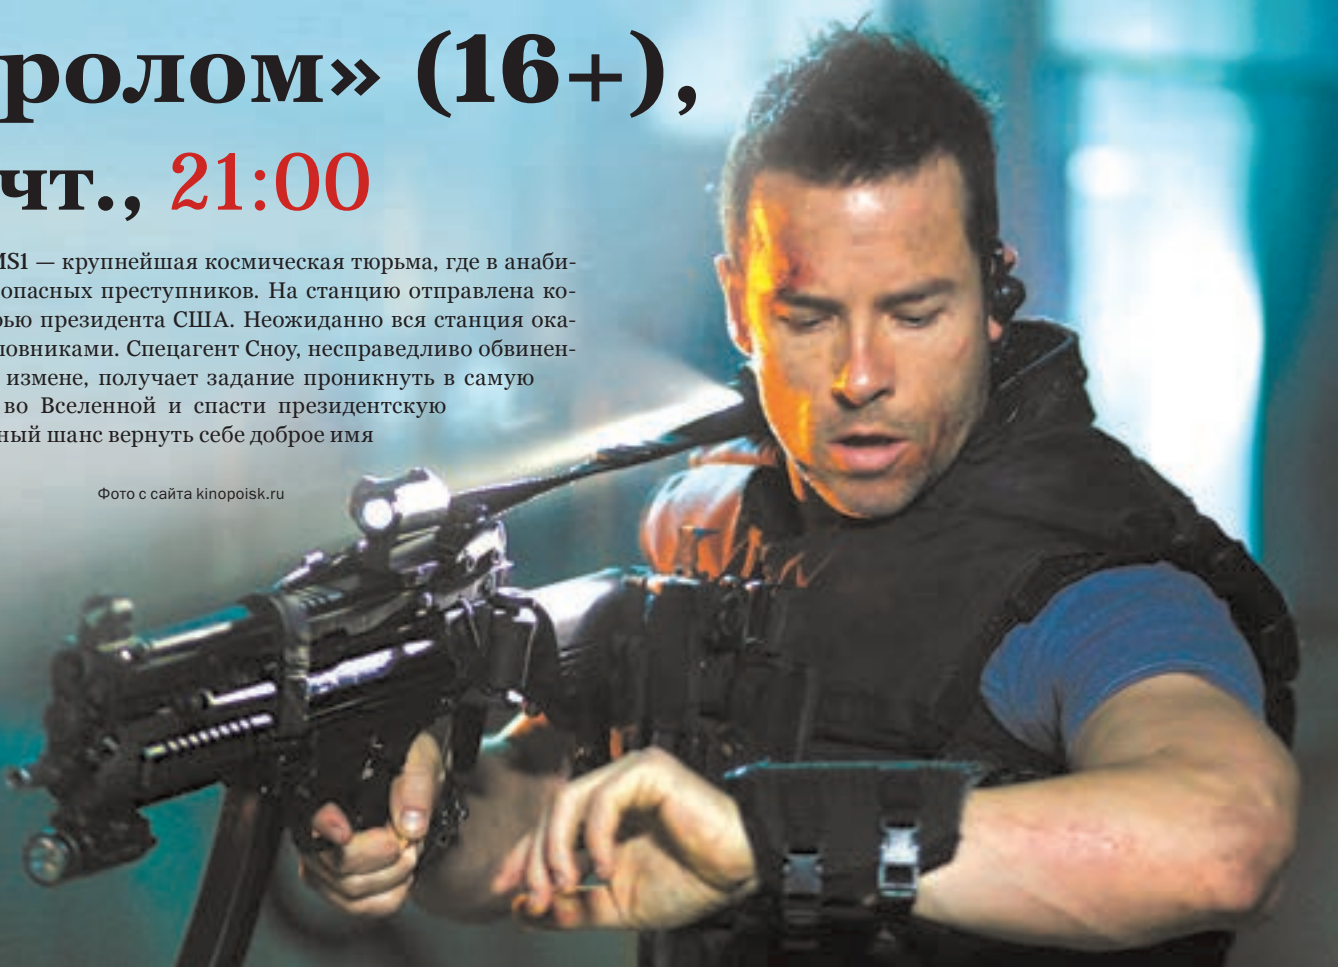 ролом» (16+),
чт., 21:00
MS1 — крупнейшая космическая тюрьма, где в анаби-
опасных преступников. На станцию отправлена ко-
рью президента США. Неожиданно вся станция ока-
ловниками. Спецагент Сноу, несправедливо обвинен-
измене, получает задание проникнуть в самую
во Вселенной и спасти президентскую
ный шанс вернуть себе доброе имя
Фото с сайта kinopoisk.ru